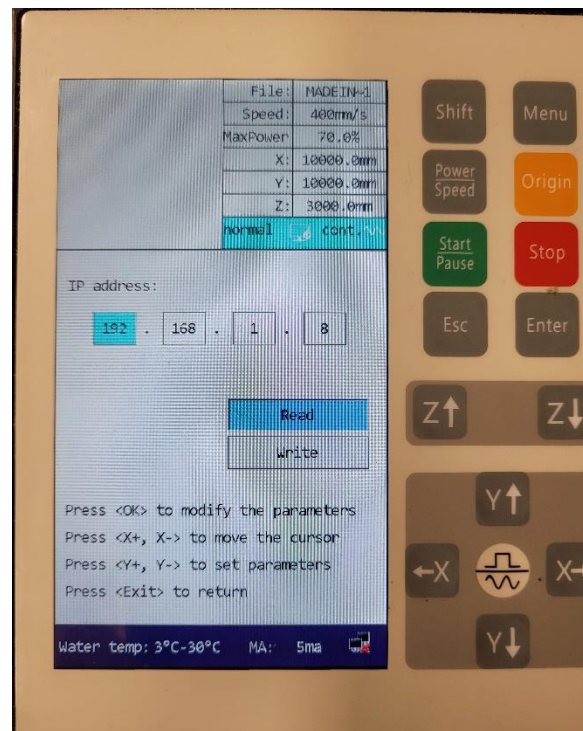 File: MADEIN~1
Speed: 400mm/s
MaxPower 70.0%
X: 10000.0mm
Y: 10000.0mm
Z: 3000.0mm
normal cont.
IP address:
192 . 168 . 1 . 8
Read
Write
Press <OK> to modify the parameters
Press <X+, X-> to move the cursor
Press <Y+, Y-> to set parameters
Press <Exit> to return
Water temp: 3°C-30°C MA: 5ma
Shift Menu
Power
Speed
Origin
Start
Pause
Stop
Esc Enter
Z↑ Z↓
Y↑
←X X→
Y↓